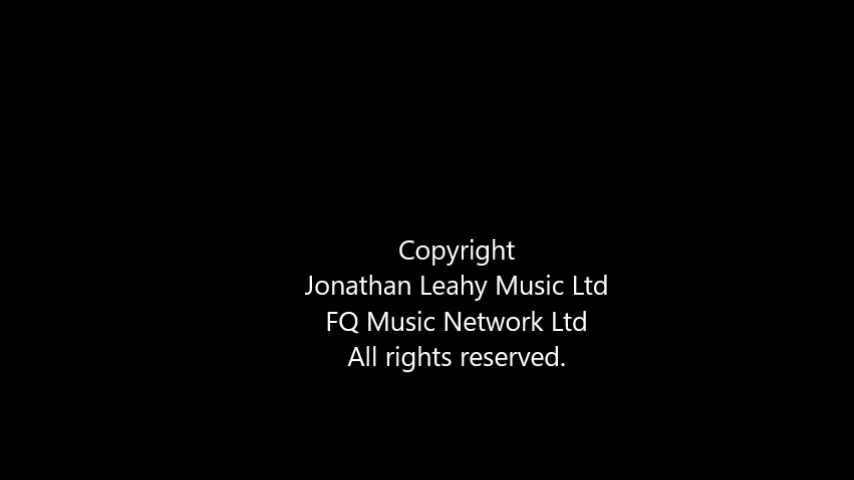 Copyright
Jonathan Leahy Music Ltd
FQ Music Network Ltd
All rights reserved.